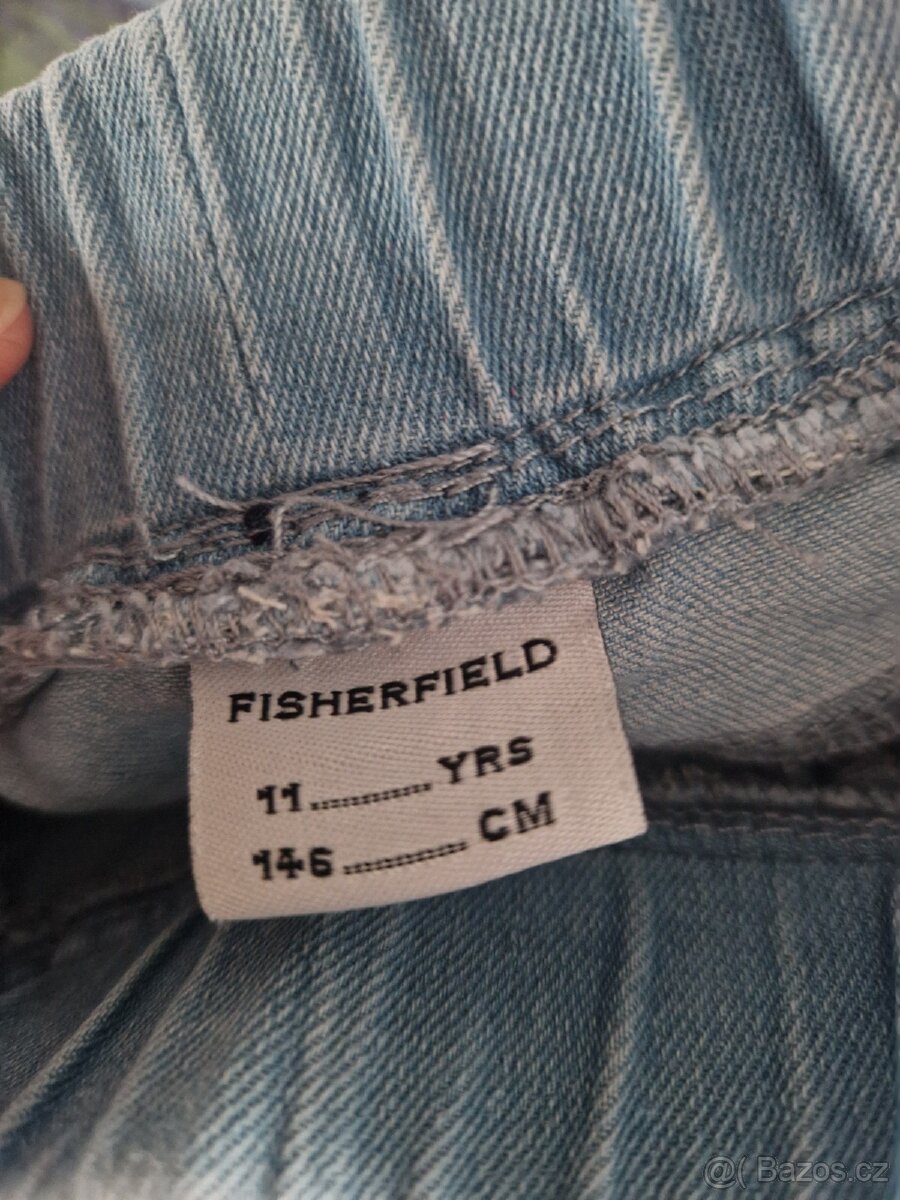 FISHERFIELD
11.............YRS
146.............CM
@( Bazos.cz